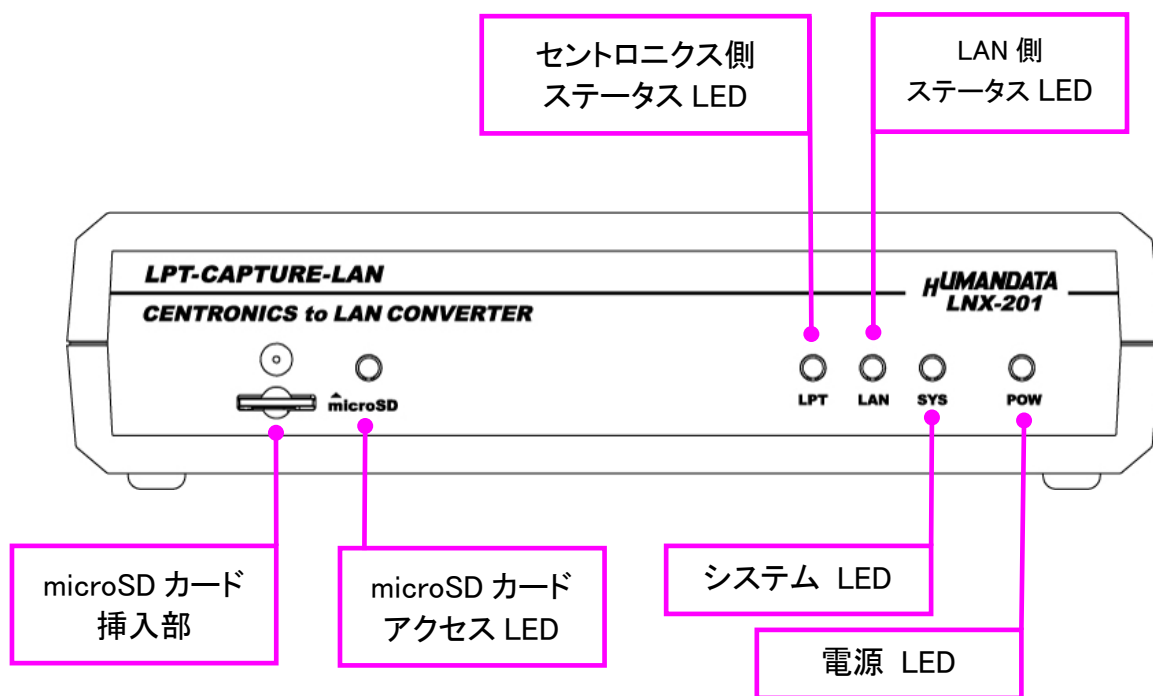 セントロニクス側
ステータス LED
LAN 側
ステータス LED
LPT-CAPTURE-LAN
HUMANDATA
LNX-201
CENTRONICS to LAN CONVERTER
microSD
LPT
LAN
SYS
POW
microSD カード
挿入部
microSD カード
アクセス LED
システム LED
電源 LED